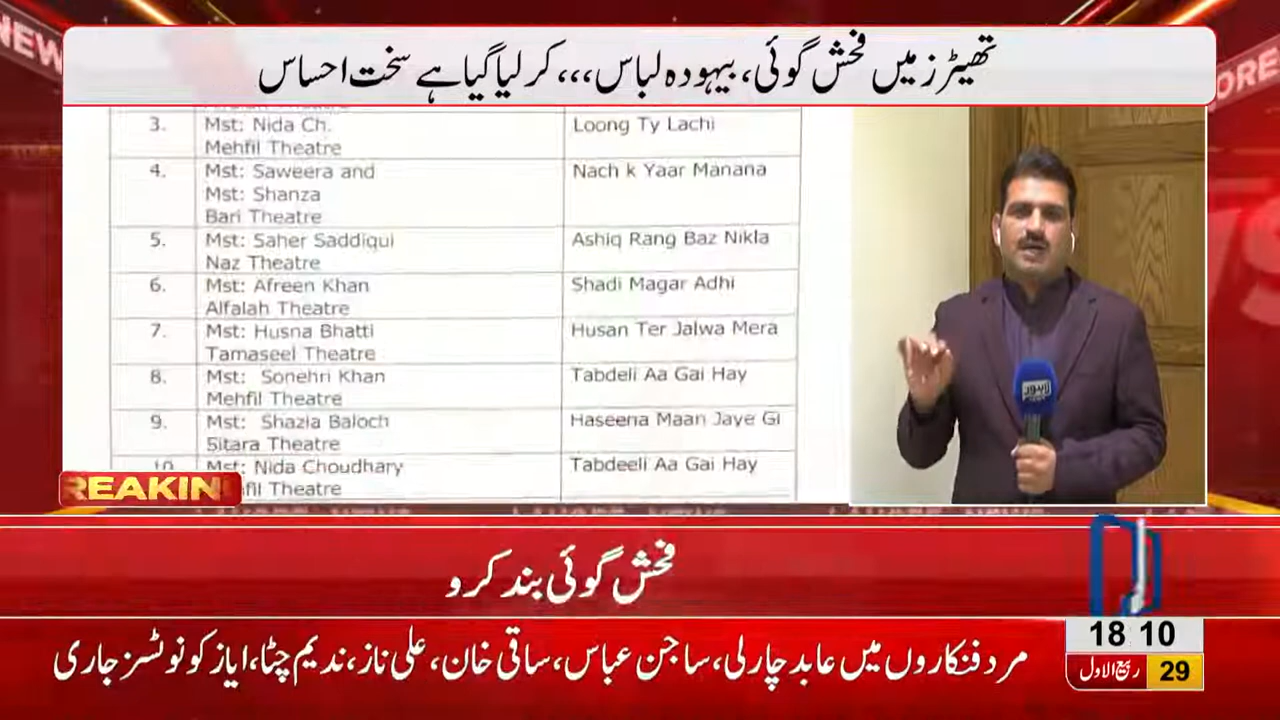 تھیٹرز میں فحش گوئی، بیہودہ لباس،،، کر لیا گیا ہے سخت احساس
3. Mst: Nida Ch. Loong Ty Lachi
Mehfil Theatre
4. Mst: Saweera and Nach k Yaar Manana
Mst: Shanza
Bari Theatre
5. Mst: Saher Saddiqui Ashiq Rang Baz Nikla
Naz Theatre
6. Mst: Afreen Khan Shadi Magar Adhi
Alfalah Theatre
7. Mst: Husna Bhatti Husan Ter Jalwa Mera
Tamaseel Theatre
8. Mst: Sonehri Khan Tabdeli Aa Gai Hay
Mehfil Theatre
9. Mst: Shazia Baloch Haseena Maan Jaye Gi
Sitara Theatre
10. Mst: Nida Choudhary Tabdeeli Aa Gai Hay
fil Theatre
لاہور
REAKIN
فحش گوئی بند کرو
مرد فنکاروں میں عابد چارلی، ساجن عباس، ساقی خان، علی ناز، ندیم چٹا، ایاز کو نوٹسز جاری
18 10
29 ربیع الاول